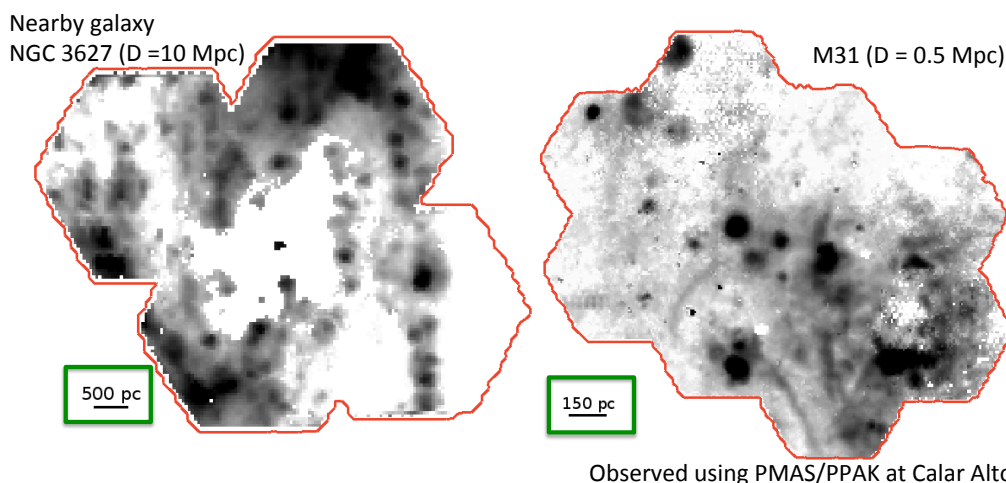 Nearby galaxy
NGC 3627 (D =10 Mpc)
M31 (D = 0.5 Mpc)
500 pc
150 pc
Observed using PMAS/PPAK at Calar Alto